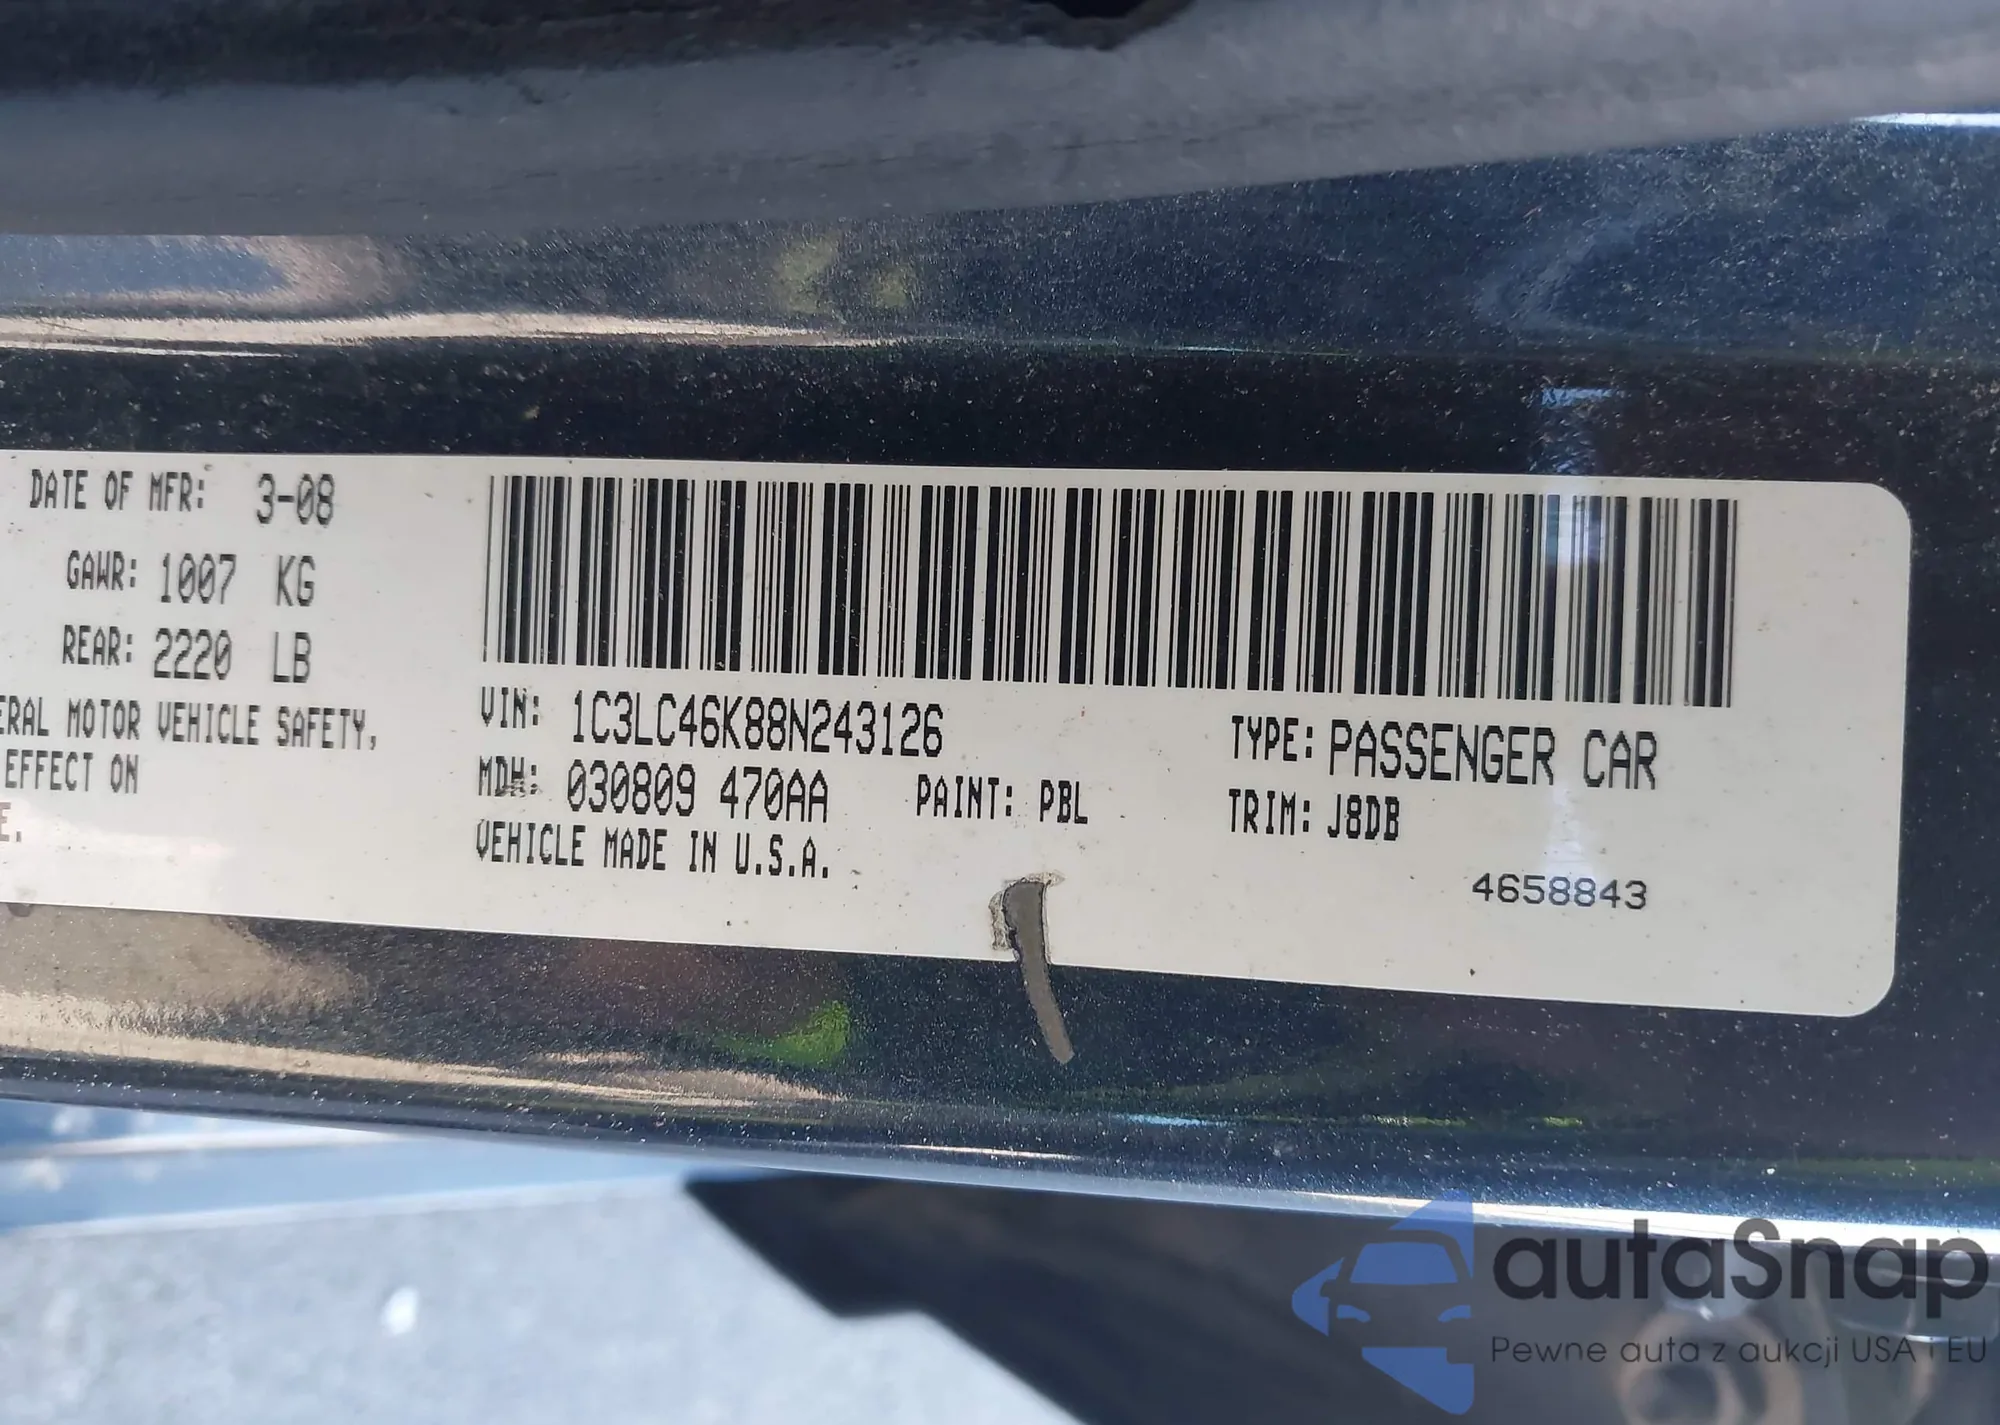 DATE OF MFR: 3-08
GAWR: 1007 KG
REAR: 2220 LB
ERAL MOTOR VEHICLE SAFETY,
EFFECT ON
E.
VIN: 1C3LC46K88N243126
MDH: 030809 470AA PAINT: PBL
VEHICLE MADE IN U.S.A.
TYPE: PASSENGER CAR
TRIM: J8DB
4658843
autaSnap
Pewne auta z aukcji USA i EU